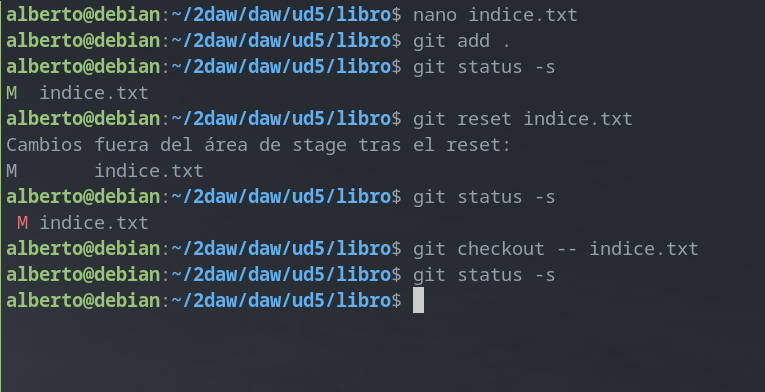 alberto@debian:~/2daw/daw/ud5/libro$ nano indice.txt
alberto@debian:~/2daw/daw/ud5/libro$ git add .
alberto@debian:~/2daw/daw/ud5/libro$ git status -s
M  indice.txt
alberto@debian:~/2daw/daw/ud5/libro$ git reset indice.txt
Cambios fuera del área de stage tras el reset:
M       indice.txt
alberto@debian:~/2daw/daw/ud5/libro$ git status -s
 M indice.txt
alberto@debian:~/2daw/daw/ud5/libro$ git checkout -- indice.txt
alberto@debian:~/2daw/daw/ud5/libro$ git status -s
alberto@debian:~/2daw/daw/ud5/libro$